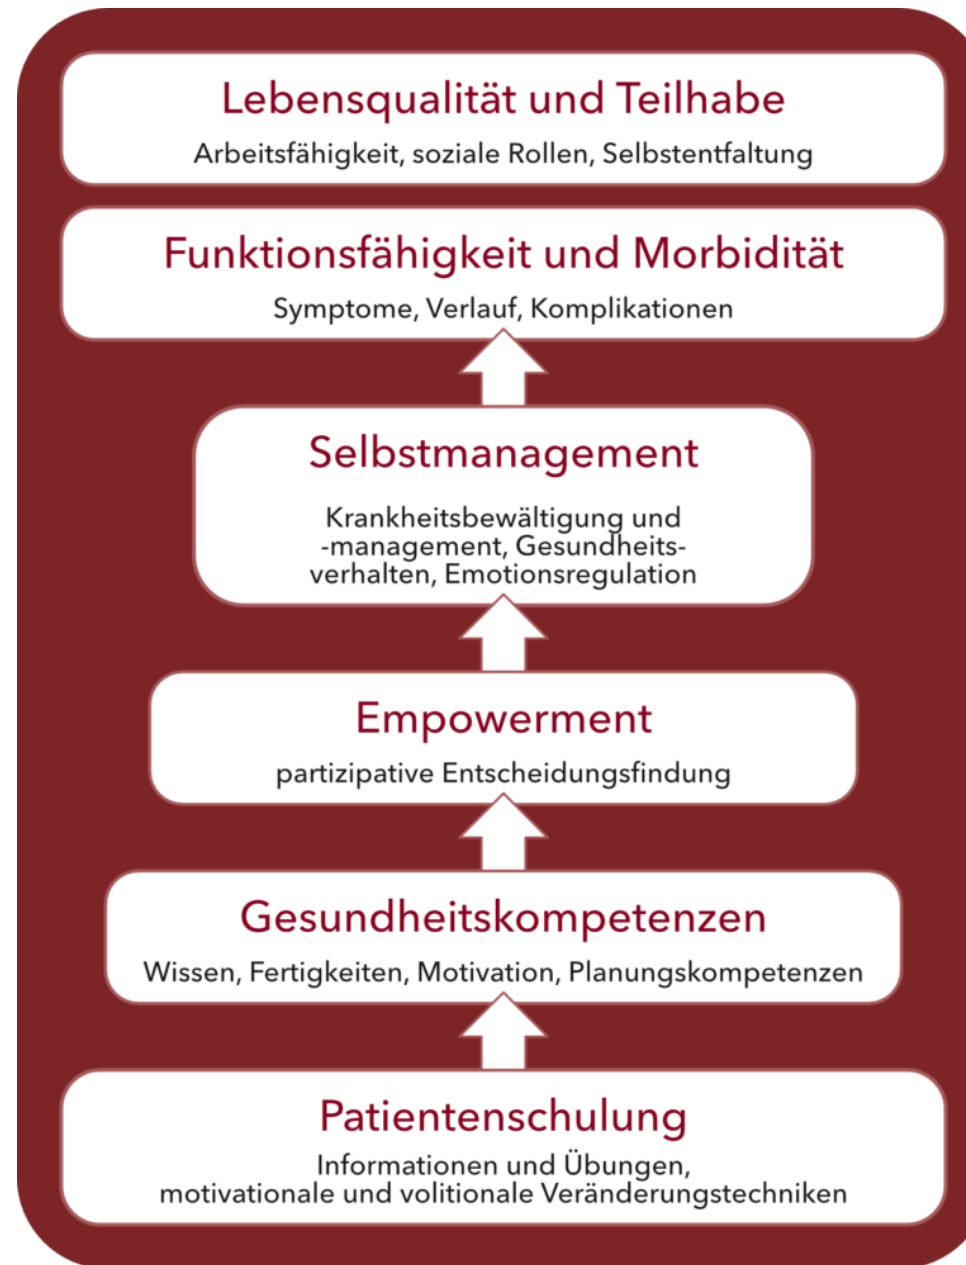 Lebensqualität und Teilhabe
Arbeitsfähigkeit, soziale Rollen, Selbstentfaltung
Funktionsfähigkeit und Morbidität
Symptome, Verlauf, Komplikationen
Selbstmanagement
Krankheitsbewältigung und
-management, Gesundheits-
verhalten, Emotionsregulation
Empowerment
partizipative Entscheidungsfindung
Gesundheitskompetenzen
Wissen, Fertigkeiten, Motivation, Planungskompetenzen
Patientenschulung
Informationen und Übungen,
motivationale und volitionale Veränderungstechniken